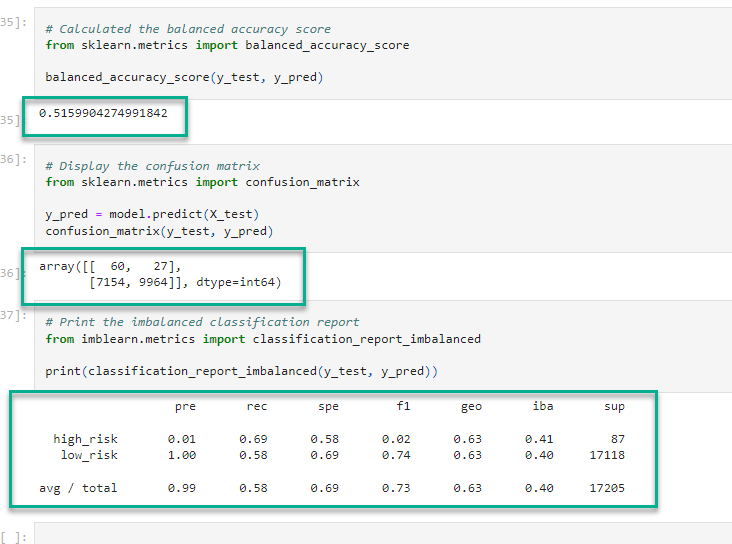 35]:
# Calculated the balanced accuracy score
from sklearn.metrics import balanced_accuracy_score
balanced_accuracy_score(y_test, y_pred)
35]: 0.5159904274991842
36]:
# Display the confusion matrix
from sklearn.metrics import confusion_matrix
y_pred = model.predict(X_test)
confusion_matrix(y_test, y_pred)
36]: array([[ 60, 27],
[7154, 9964]], dtype=int64)
37]:
# Print the imbalanced classification report
from imblearn.metrics import classification_report_imbalanced
print(classification_report_imbalanced(y_test, y_pred))
pre rec spe f1 geo iba sup
high_risk 0.01 0.69 0.58 0.02 0.63 0.41 87
low_risk 1.00 0.58 0.69 0.74 0.63 0.40 17118
avg / total 0.99 0.58 0.69 0.73 0.63 0.40 17205
[ ]: